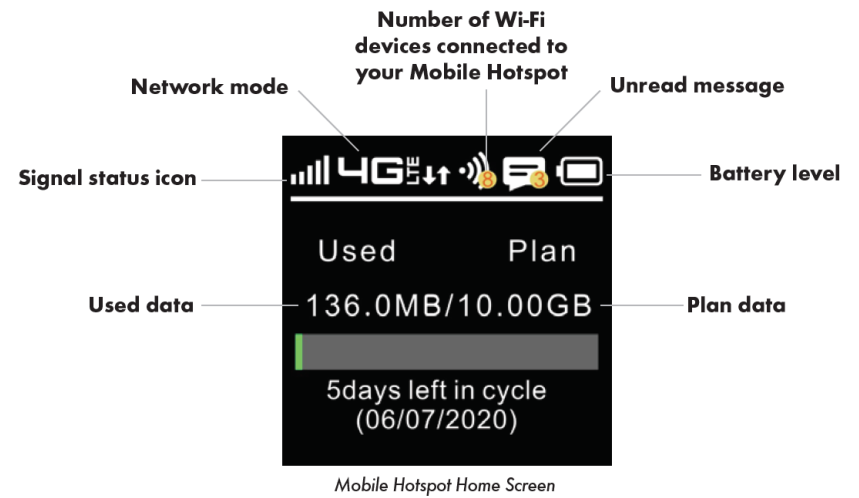 Number of Wi-Fi
devices connected to
your Mobile Hotspot
Network mode
Unread message
Signal status icon
4G LTE
8
3
Battery level
Used Plan
Used data
136.0MB/10.00GB
Plan data
5days left in cycle
(06/07/2020)
Mobile Hotspot Home Screen